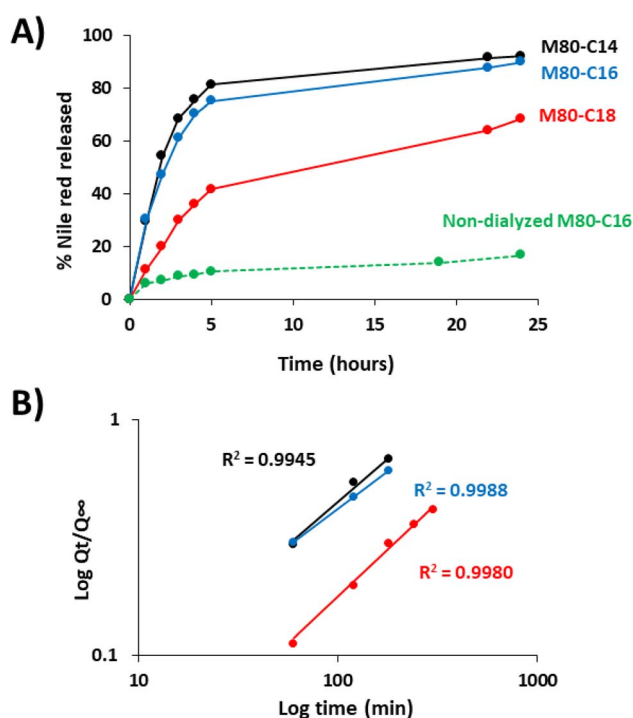 A)
% Nile red released
100
80
60
40
20
0
0 5 10 15 20 25
Time (hours)
M80-C14
M80-C16
M80-C18
Non-dialyzed M80-C16
B)
Log Qt/Q∞
1
0.1
10 100 1000
Log time (min)
R² = 0.9945
R² = 0.9988
R² = 0.9980